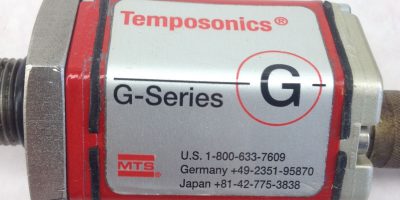 Temposonics®
G-Series
G
MTS®
U.S. 1-800-633-7609
Germany +49-2351-95870
Japan +81-42-775-3838